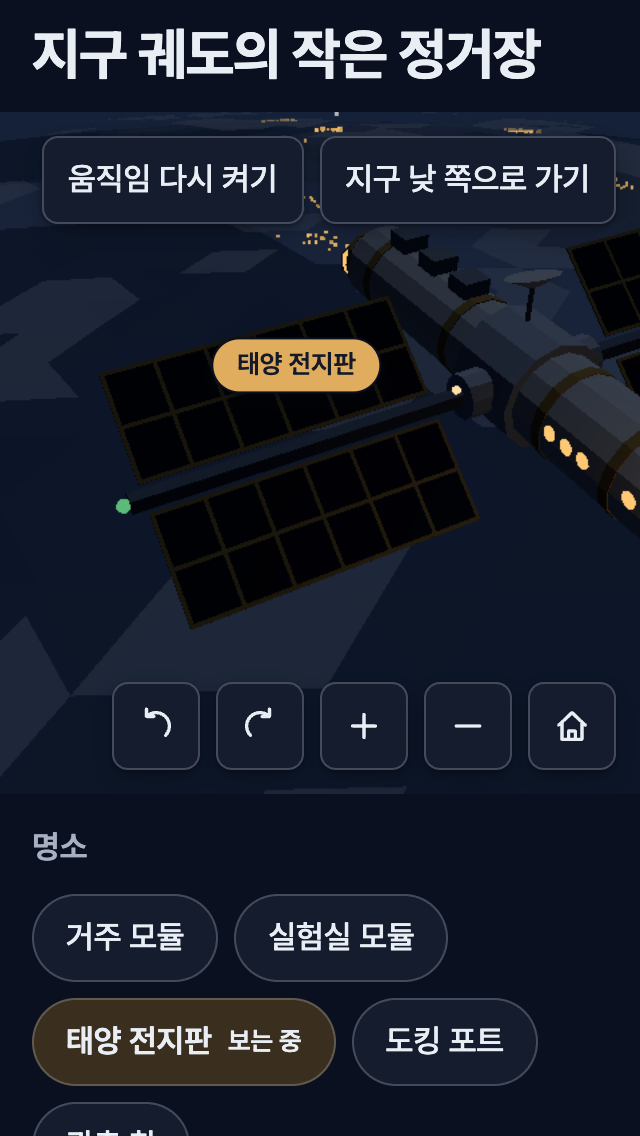 지구 궤도의 작은 정거장
움직임 다시 켜기
지구 낮 쪽으로 가기
태양 전지판
명소
거주 모듈
실험실 모듈
태양 전지판 보는 중
도킹 포트